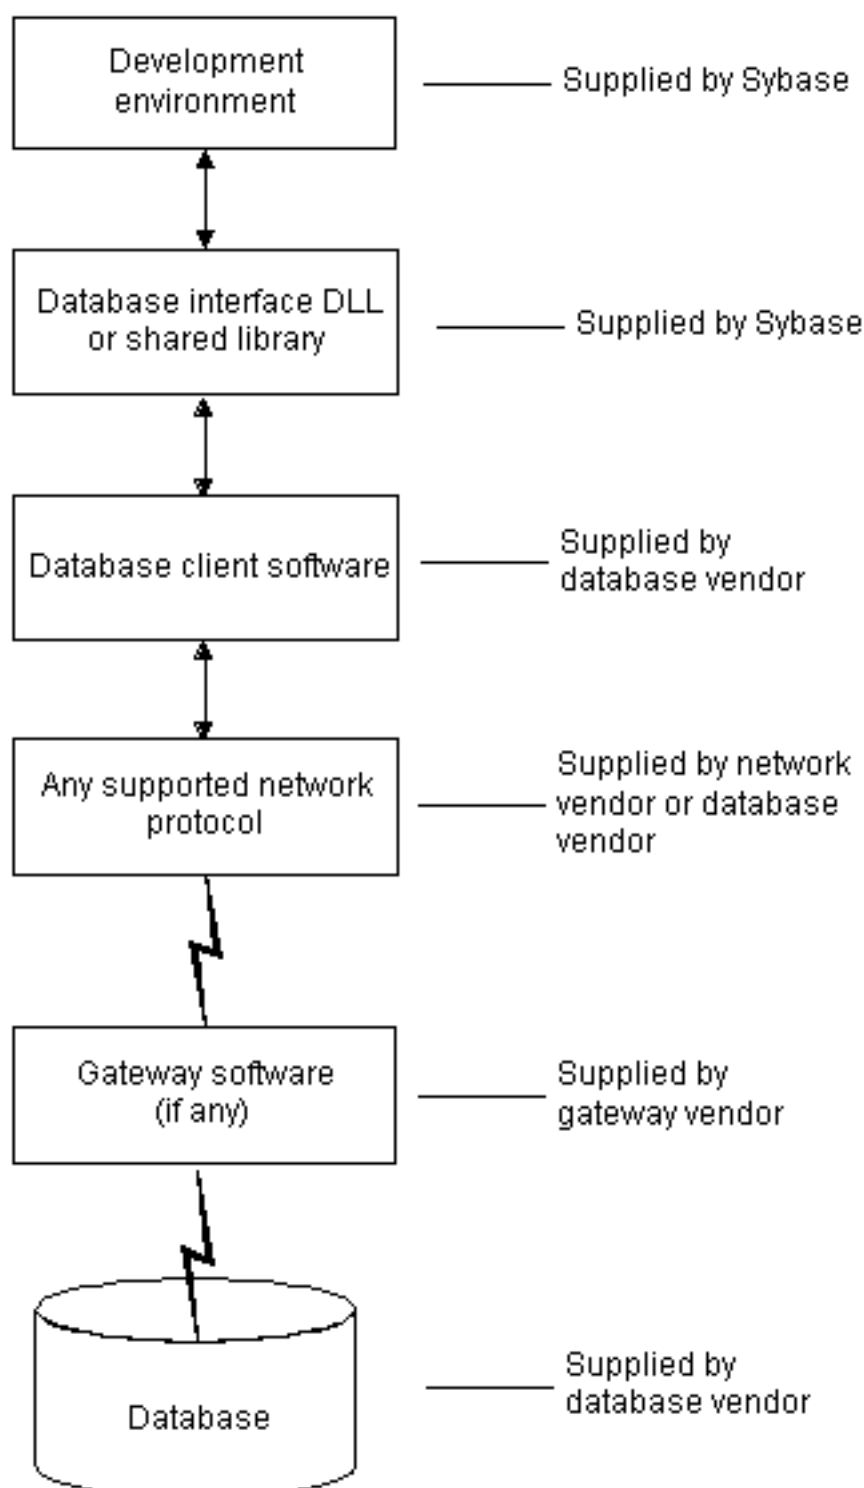 Development
environment
Supplied by Sybase
Database interface DLL
or shared library
Supplied by Sybase
Database client software
Supplied by
database vendor
Any supported network
protocol
Supplied by network
vendor or database
vendor
Gateway software
(if any)
Supplied by
gateway vendor
Database
Supplied by
database vendor